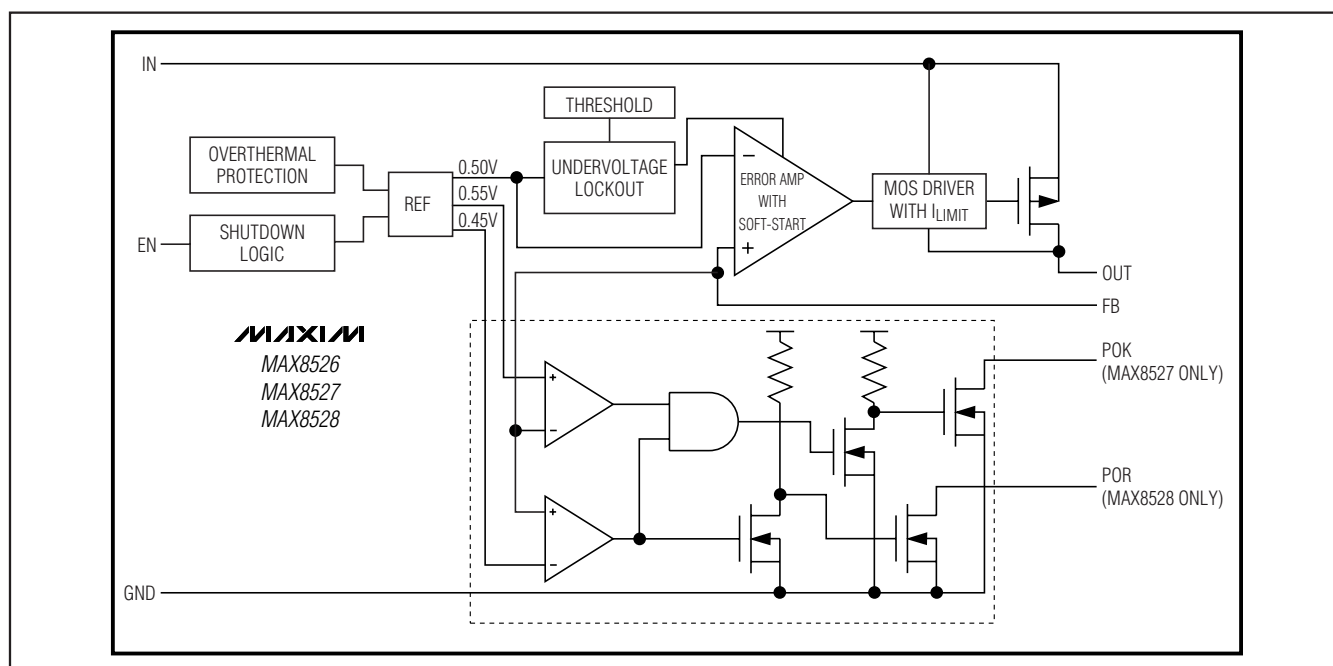 IN
THRESHOLD
OVERTHERMAL
PROTECTION
UNDERVOLTAGE
LOCKOUT
REF
0.50V
0.55V
0.45V
−
ERROR AMP
WITH
SOFT-START
+
MOS DRIVER
WITH ILIMIT
EN
SHUTDOWN
LOGIC
OUT
FB
MAXIM
MAX8526
MAX8527
MAX8528
+
−
+
−
POK
(MAX8527 ONLY)
POR
(MAX8528 ONLY)
GND